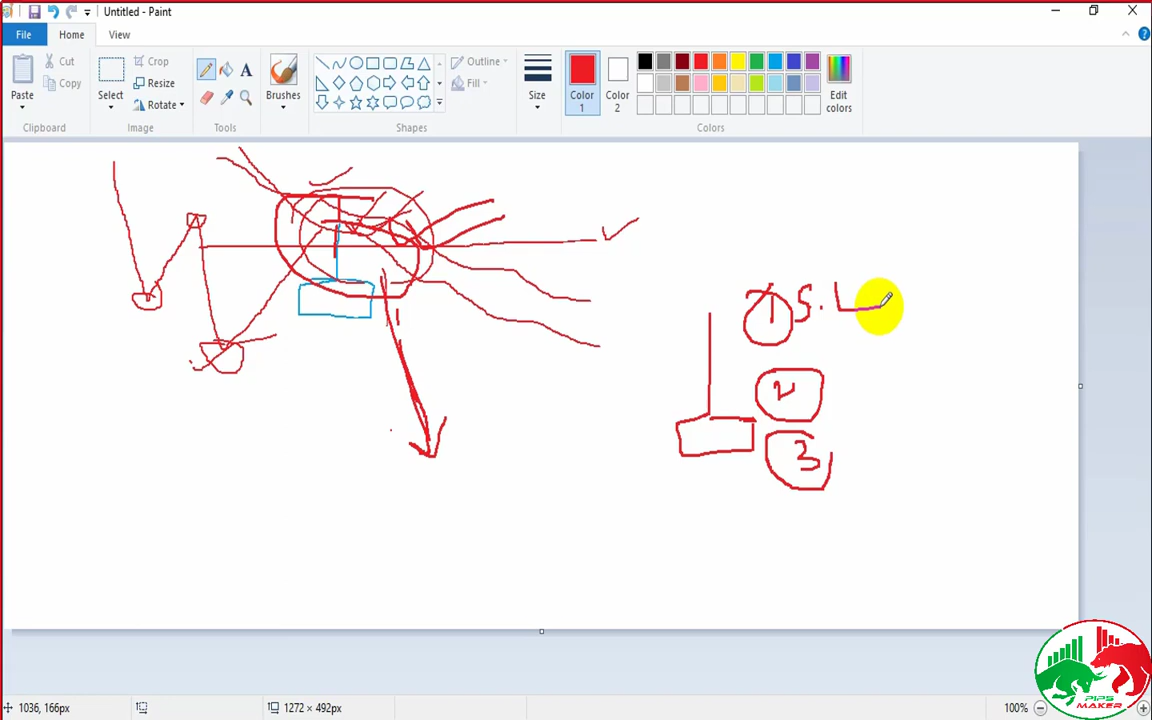 Untitled - Paint
File Home View
Cut
Copy
Paste
Clipboard
Select
Crop
Resize
Rotate
Image
A
Tools
Brushes
Outline
Fill
Shapes
Size
Color 1
Color 2
Edit colors
Colors
1 S. L
2
3
PIPS MAKER
1036, 166px 1272 × 492px 100%